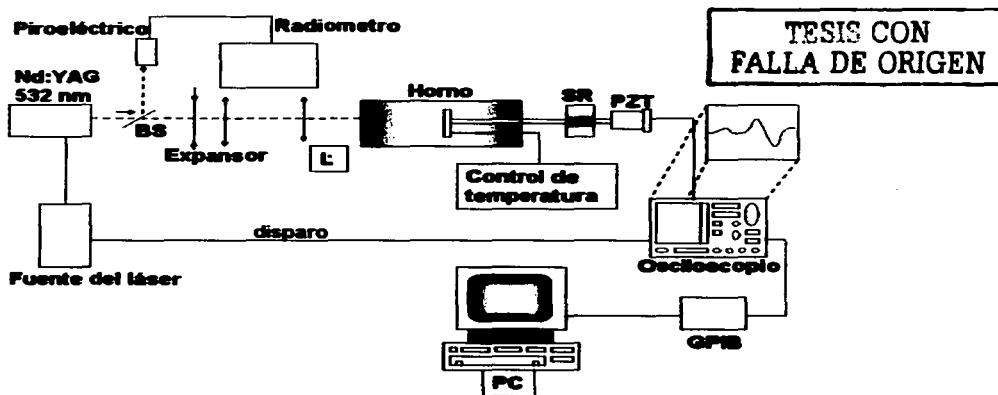 Piroeléctrico
Radiometro
TESIS CON
FALLA DE ORIGEN
Nd:YAG
532 nm
BS
Expansor
L
Horno
SR
PZT
Control de
temperatura
disparo
Fuente del láser
Osciloscopio
GPIB
PC